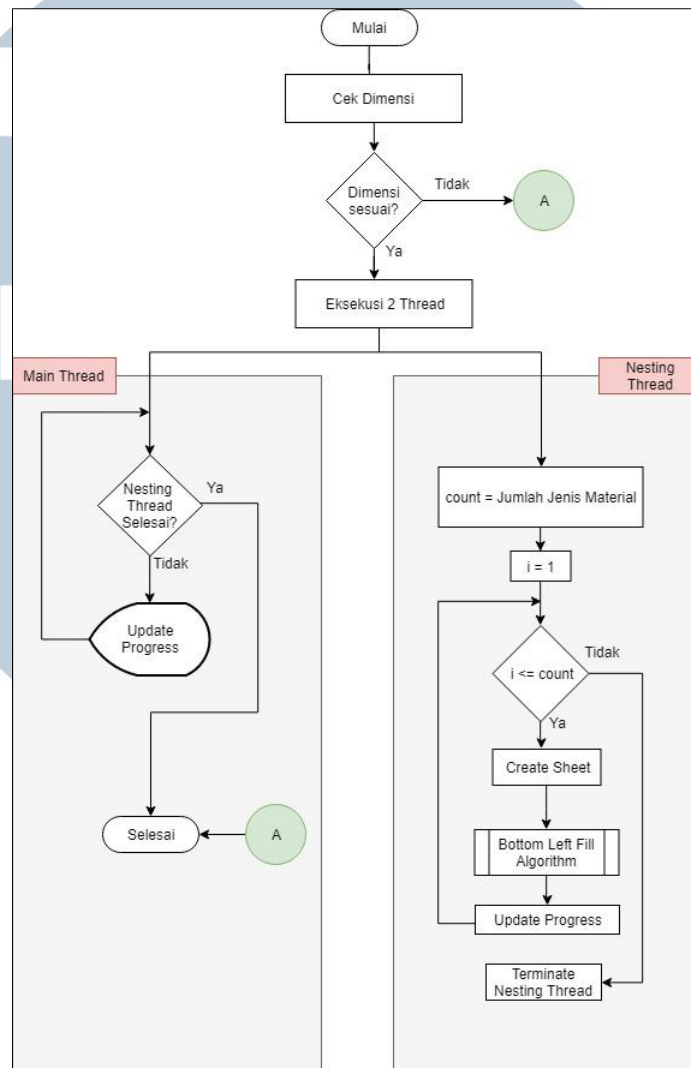 Mulai
Cek Dimensi
Dimensi
sesuai?
Tidak
A
Ya
Eksekusi 2 Thread
Main Thread
Nesting
Thread
Nesting
Thread
Selesai?
Ya
Tidak
Update
Progress
Selesai
A
count = Jumlah Jenis Material
i = 1
i <= count
Tidak
Ya
Create Sheet
Bottom Left Fill
Algorithm
Update Progress
Terminate
Nesting Thread